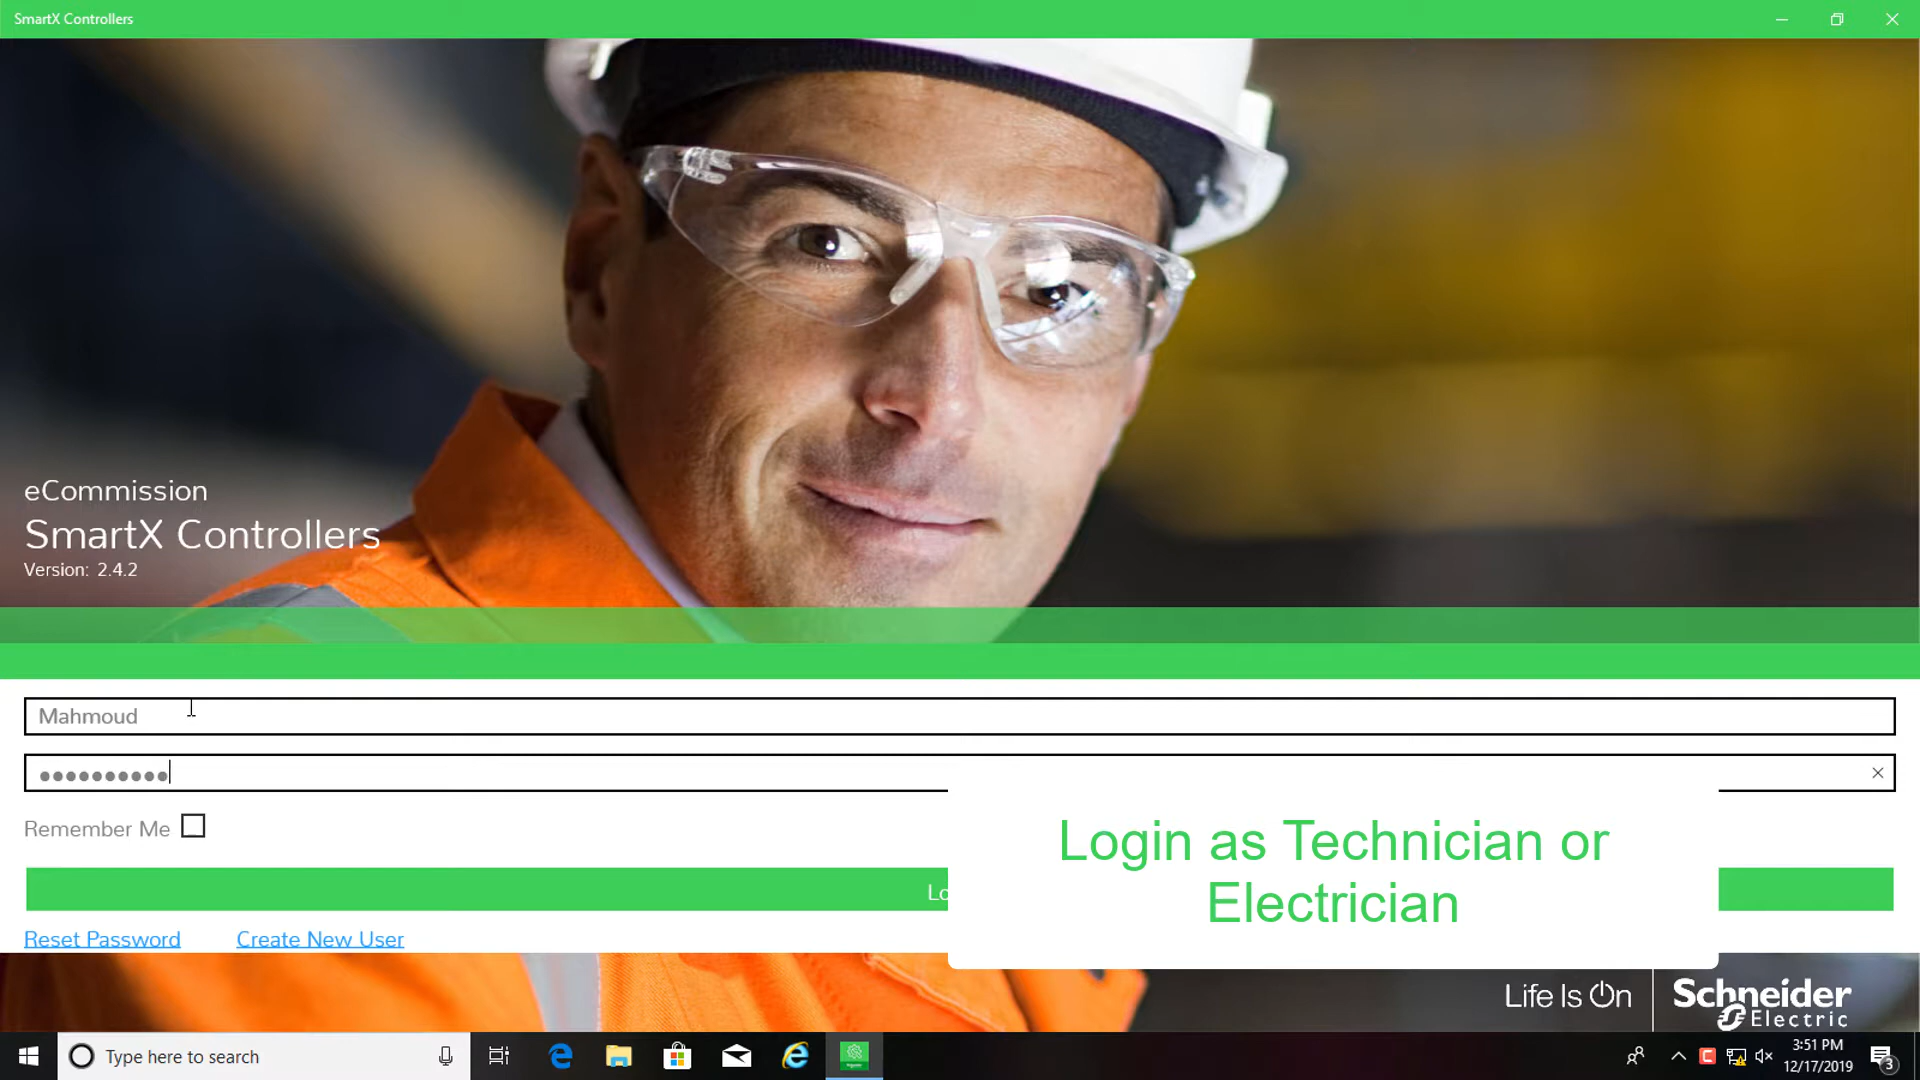 SmartX Controllers
eCommission
SmartX Controllers
Version: 2.4.2
Mahmoud
Remember Me
Lo
Login as Technician or
Electrician
Reset Password Create New User
Life Is On
Schneider
Electric
Type here to search
3:51 PM
12/17/2019
3